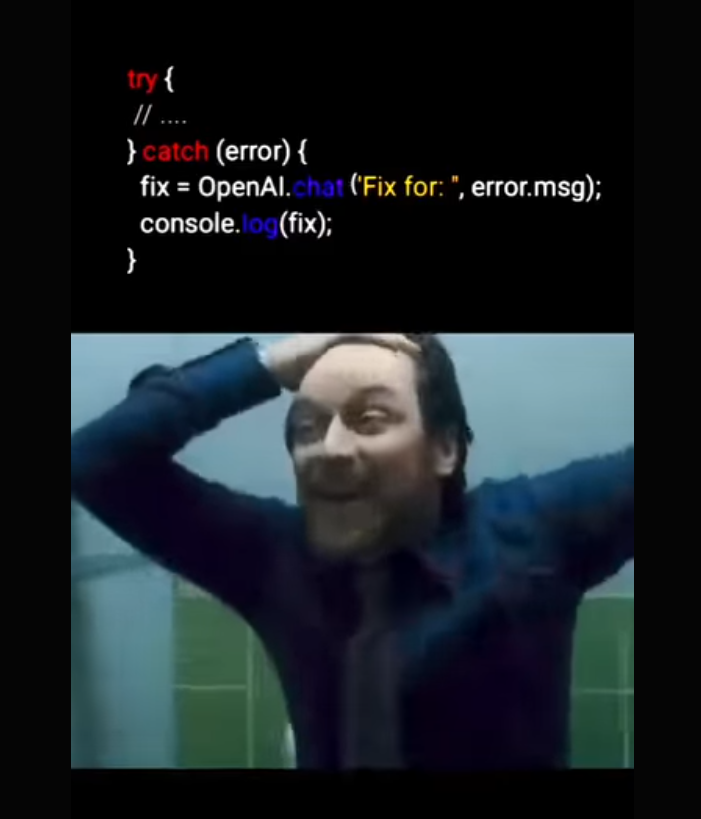 try {
// ....
} catch (error) {
fix = OpenAI.chat ('Fix for: ", error.msg);
console.log(fix);
}